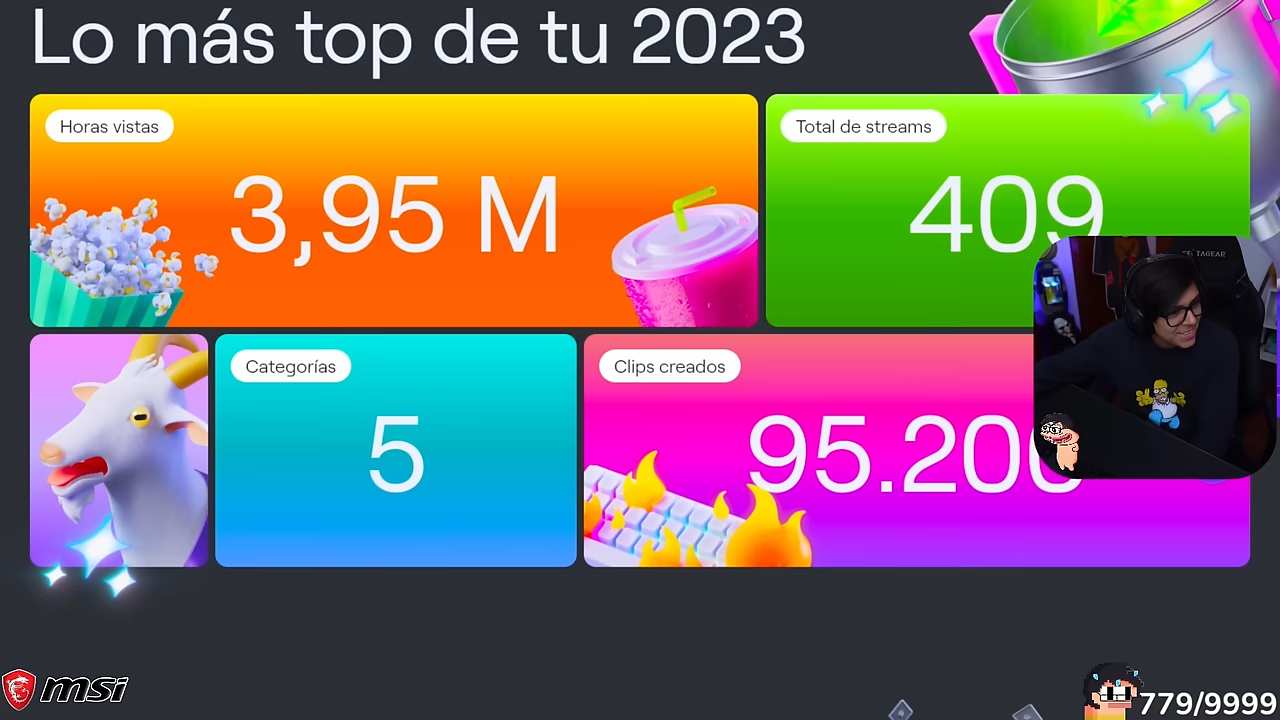 Lo más top de tu 2023
Horas vistas
3,95 M
Total de streams
409
Categorías
5
Clips creados
95.200
msi
779/9999